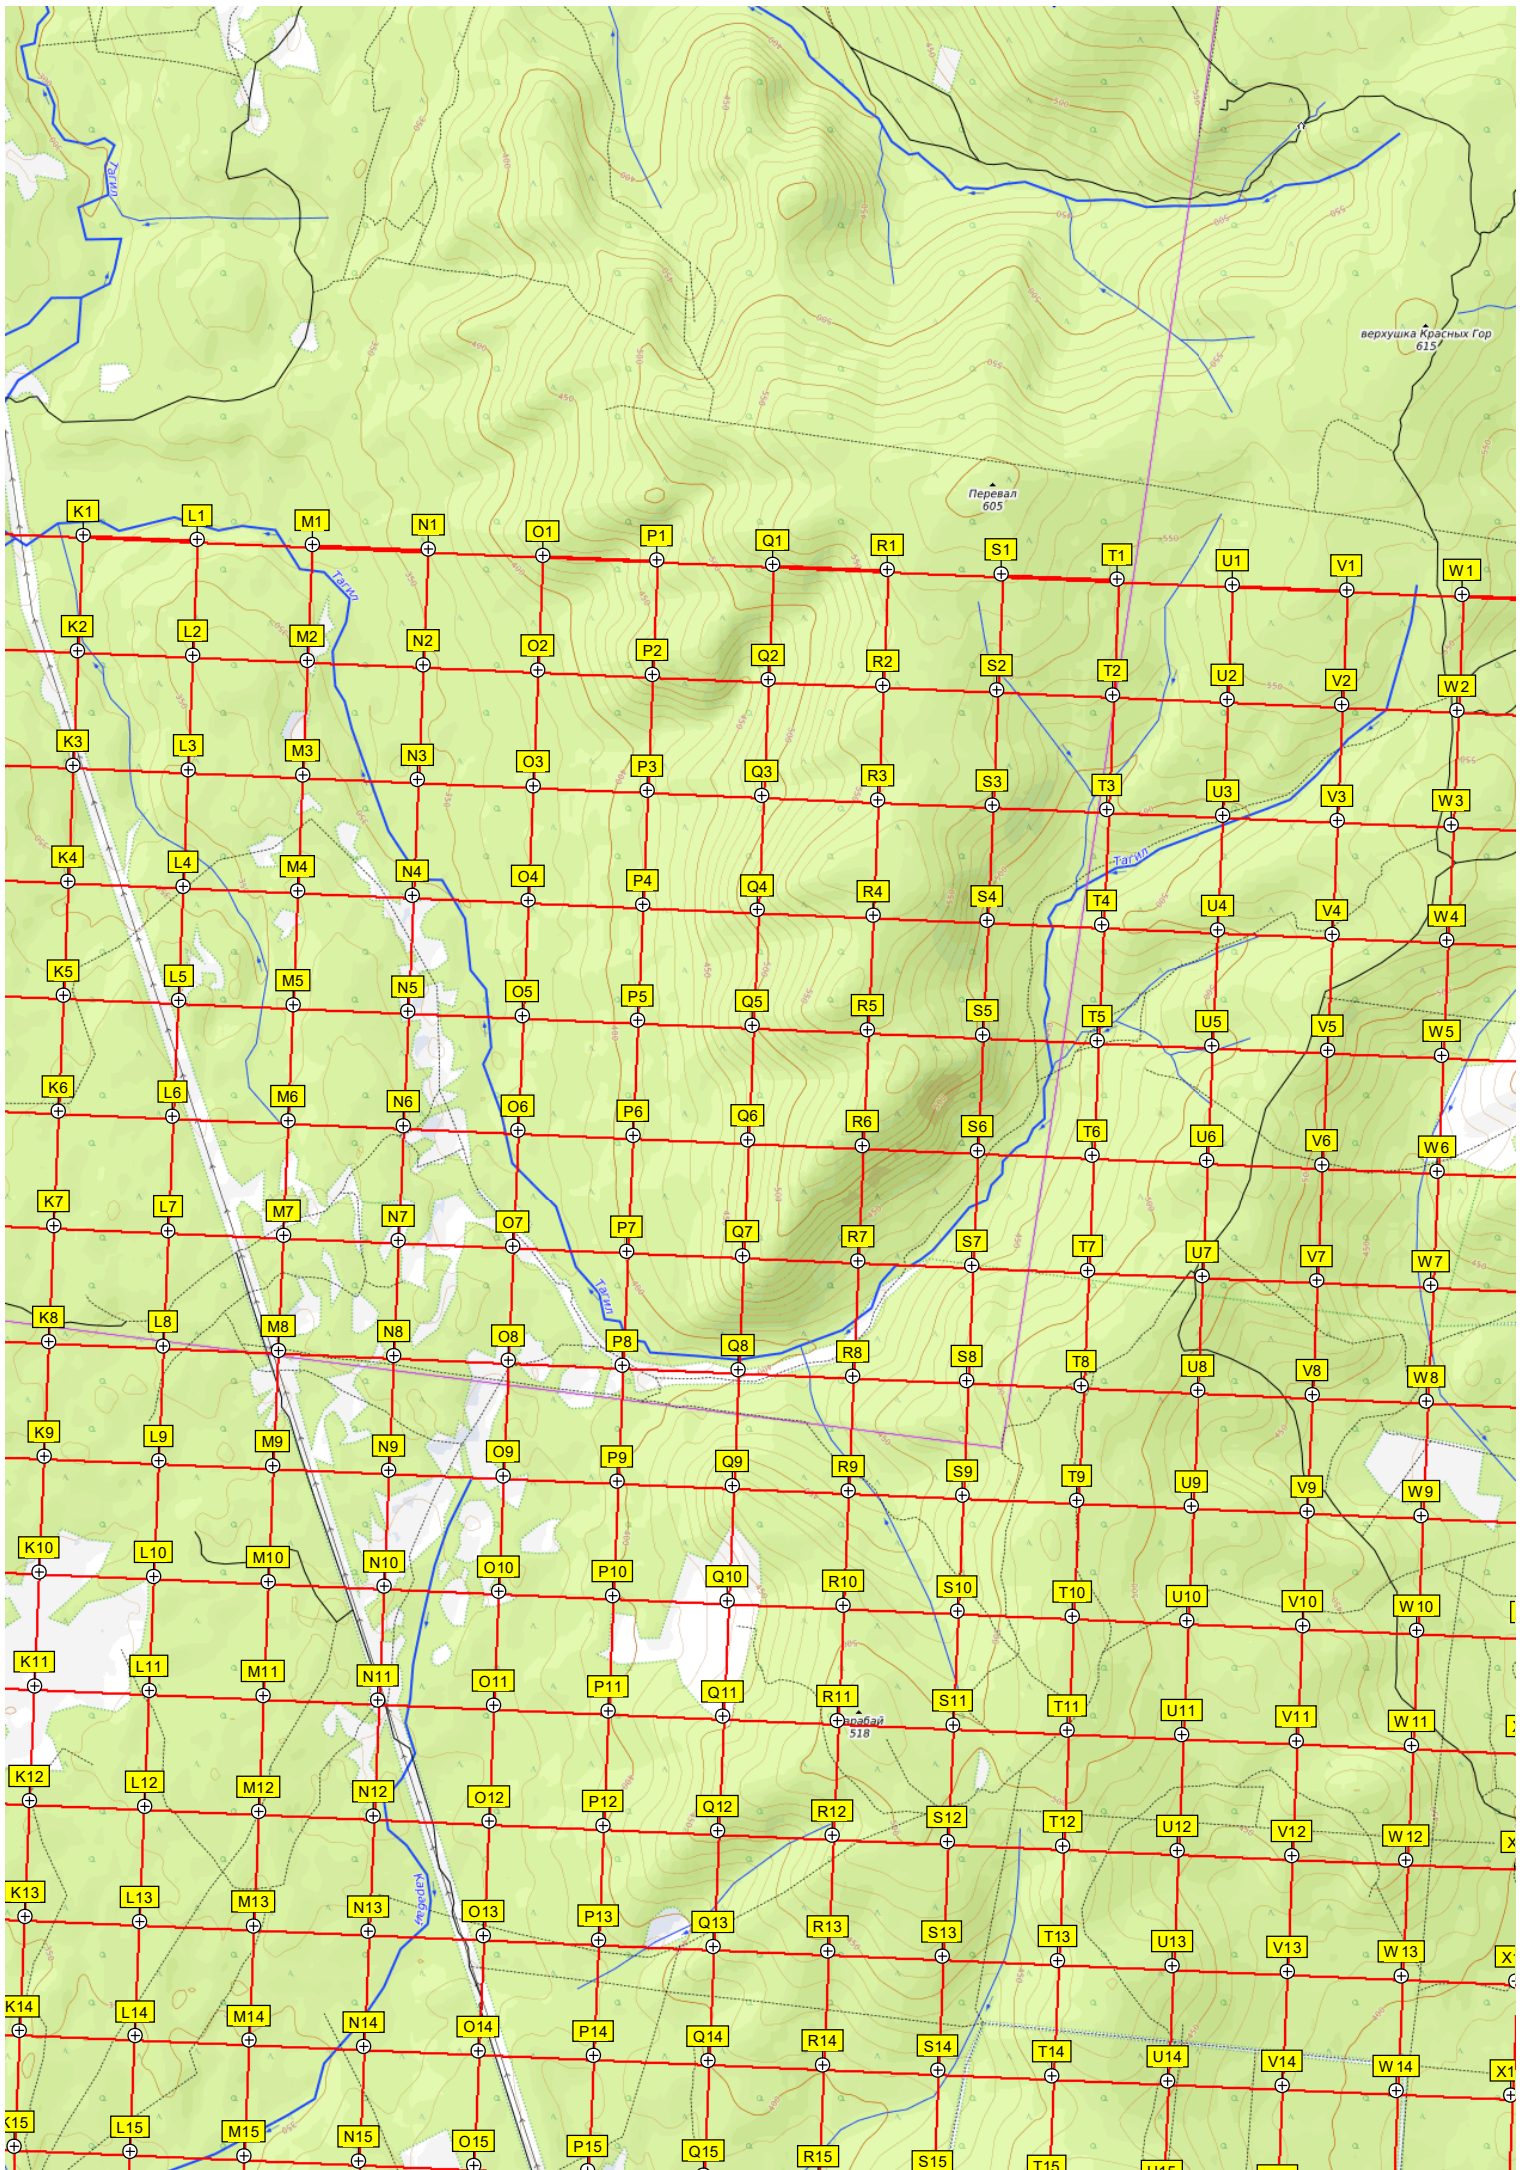 Тагил
верхушка Красных Гор
615
Перевал
605
K1 L1 M1 N1 O1 P1 Q1 R1 S1 T1 U1 V1 W1
Тагил
K2 L2 M2 N2 O2 P2 Q2 R2 S2 T2 U2 V2 W2
K3 L3 M3 N3 O3 P3 Q3 R3 S3 T3 U3 V3 W3
Тагил
K4 L4 M4 N4 O4 P4 Q4 R4 S4 T4 U4 V4 W4
K5 L5 M5 N5 O5 P5 Q5 R5 S5 T5 U5 V5 W5
K6 L6 M6 N6 O6 P6 Q6 R6 S6 T6 U6 V6 W6
K7 L7 M7 N7 O7 P7 Q7 R7 S7 T7 U7 V7 W7
Тагил
K8 L8 M8 N8 O8 P8 Q8 R8 S8 T8 U8 V8 W8
K9 L9 M9 N9 O9 P9 Q9 R9 S9 T9 U9 V9 W9
K10 L10 M10 N10 O10 P10 Q10 R10 S10 T10 U10 V10 W10
K11 L11 M11 N11 O11 P11 Q11 R11 S11 T11 U11 V11 W11
арабай
518
K12 L12 M12 N12 O12 P12 Q12 R12 S12 T12 U12 V12 W12
Карабай
K13 L13 M13 N13 O13 P13 Q13 R13 S13 T13 U13 V13 W13
K14 L14 M14 N14 O14 P14 Q14 R14 S14 T14 U14 V14 W14
K15 L15 M15 N15 O15 P15 Q15 R15 S15 T15 U15